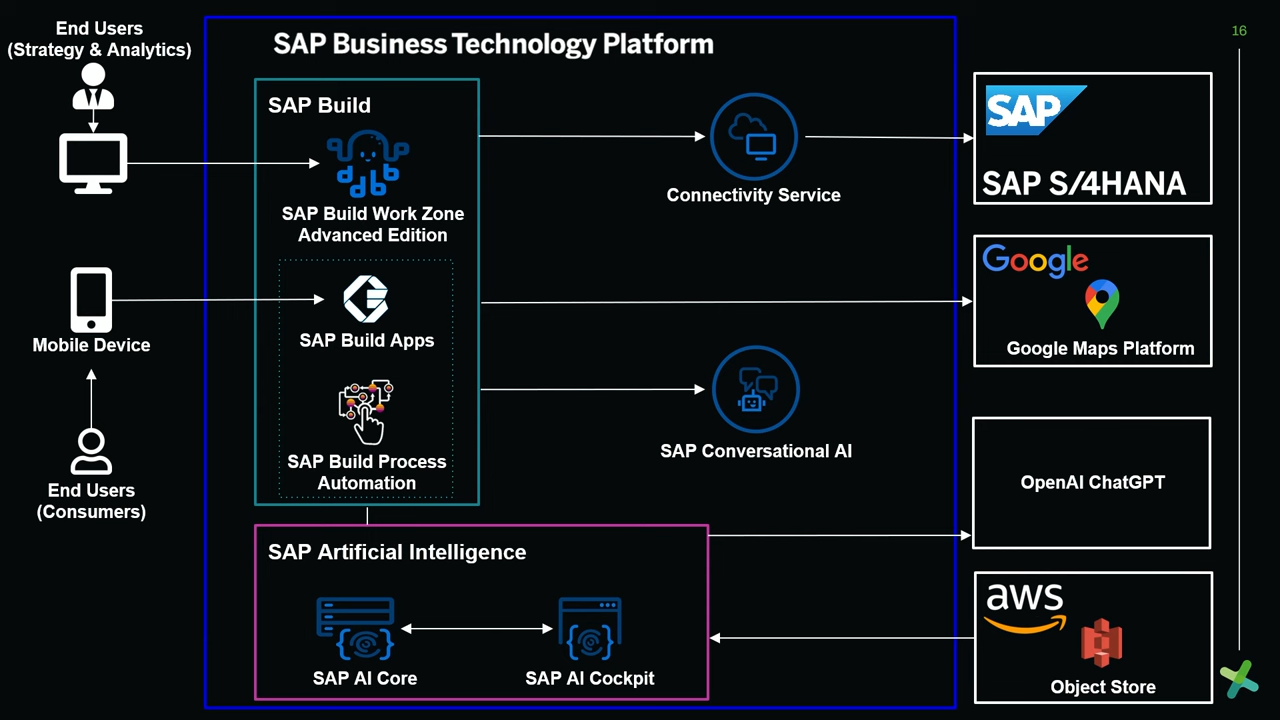 End Users
(Strategy & Analytics)
SAP Business Technology Platform
16
SAP Build
SAP
SAP S/4HANA
SAP Build Work Zone
Advanced Edition
Connectivity Service
Google
Google Maps Platform
Mobile Device
SAP Build Apps
SAP Build Process
Automation
SAP Conversational AI
End Users
(Consumers)
OpenAI ChatGPT
SAP Artificial Intelligence
SAP AI Core
SAP AI Cockpit
aws
Object Store